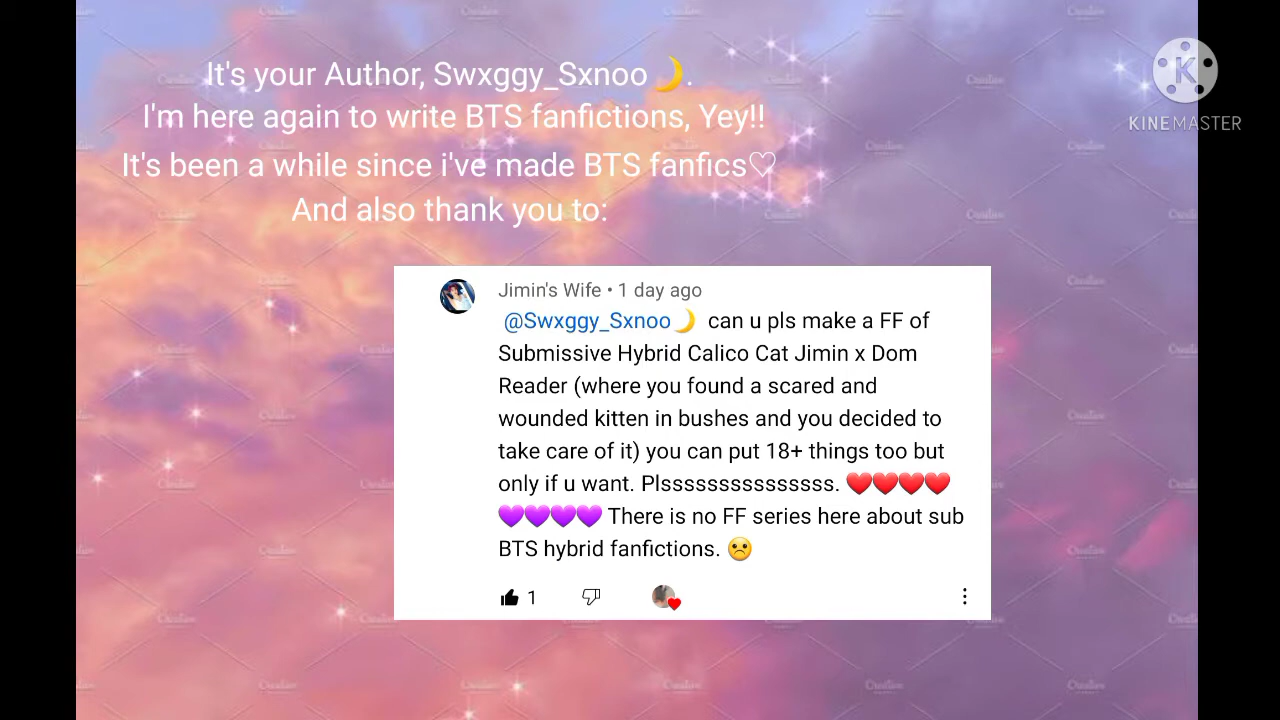 It's your Author, Swxggy_Sxnoo🌙.
I'm here again to write BTS fanfictions, Yey!!
It's been a while since i've made BTS fanfics♡
And also thank you to:
KINEMASTER
Jimin's Wife • 1 day ago
@Swxggy_Sxnoo🌙 can u pls make a FF of
Submissive Hybrid Calico Cat Jimin x Dom
Reader (where you found a scared and
wounded kitten in bushes and you decided to
take care of it) you can put 18+ things too but
only if u want. Plsssssssssssssss. ❤️❤️❤️❤️
💜💜💜💜 There is no FF series here about sub
BTS hybrid fanfictions. ☹️
1